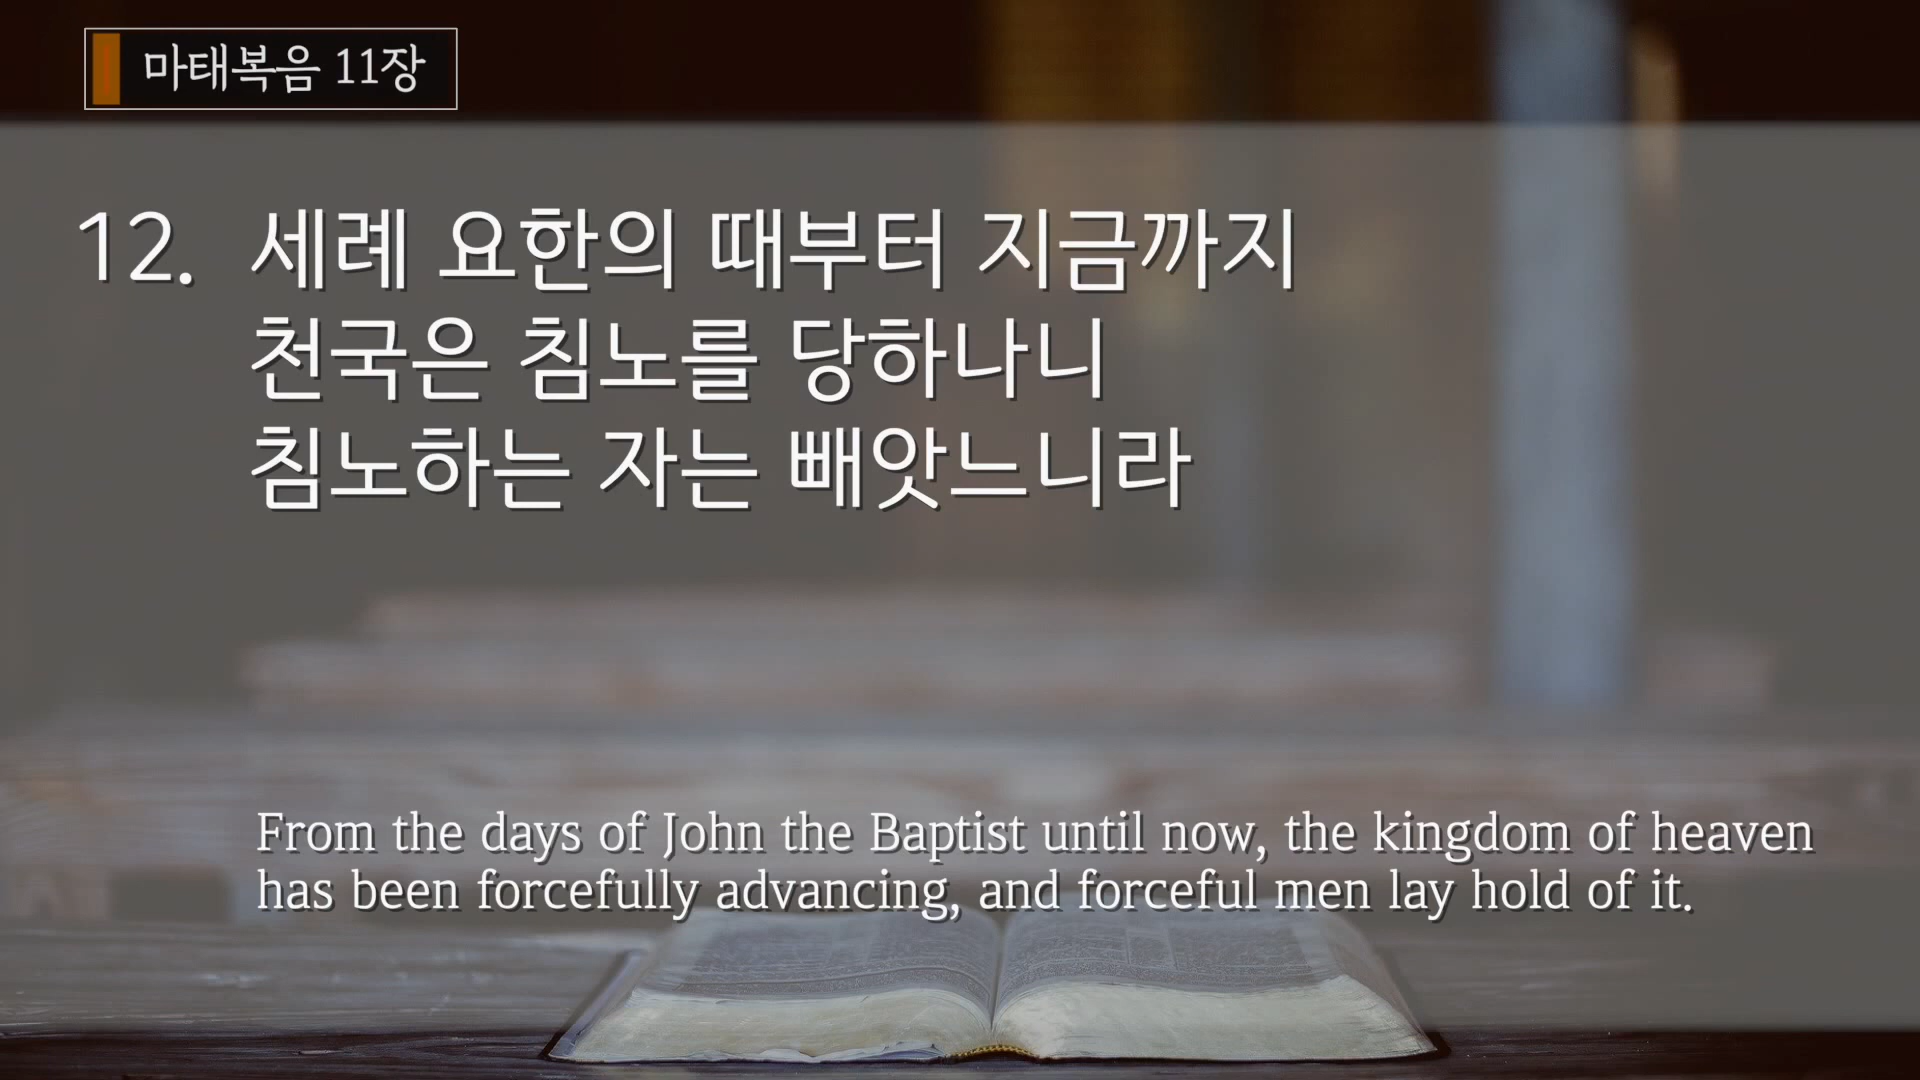 마태복음 11장
12. 세례 요한의 때부터 지금까지
천국은 침노를 당하나니
침노하는 자는 빼앗느니라
From the days of John the Baptist until now, the kingdom of heaven
has been forcefully advancing, and forceful men lay hold of it.